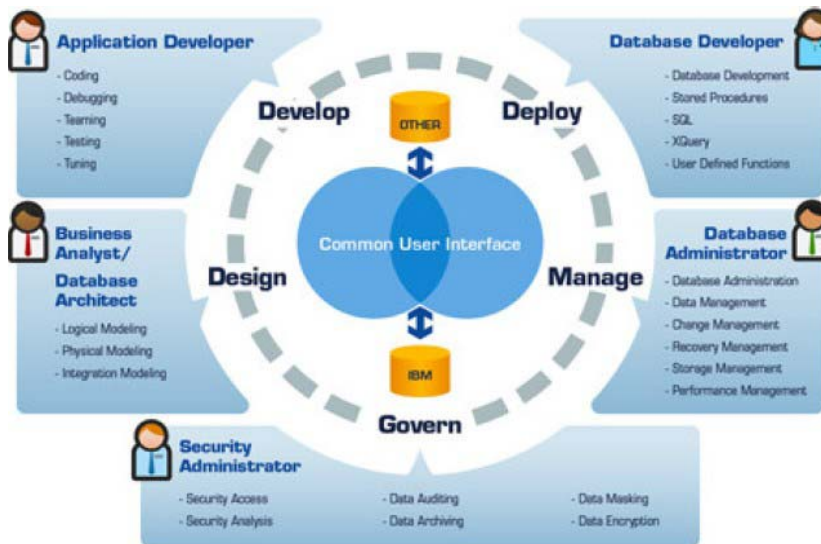 Application Developer
- Coding
- Debugging
- Teaming
- Testing
- Tuning
Database Developer
- Database Development
- Stored Procedures
- SQL
- XQuery
- User Defined Functions
Develop
Deploy
OTHER
Business
Analyst/
Database
Architect
- Logical Modeling
- Physical Modeling
- Integration Modeling
Design
Common User Interface
Manage
Database
Administrator
- Database Administration
- Data Management
- Change Management
- Recovery Management
- Storage Management
- Performance Management
IBM
Govern
Security
Administrator
- Security Access
- Security Analysis
- Data Auditing
- Data Archiving
- Data Masking
- Data Encryption